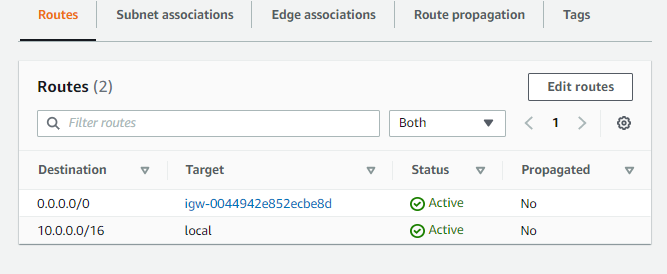 Routes Subnet associations Edge associations Route propagation Tags
Routes (2) Edit routes
Filter routes Both 1
Destination Target Status Propagated
0.0.0.0/0 igw-0044942e852ecbe8d Active No
10.0.0.0/16 local Active No